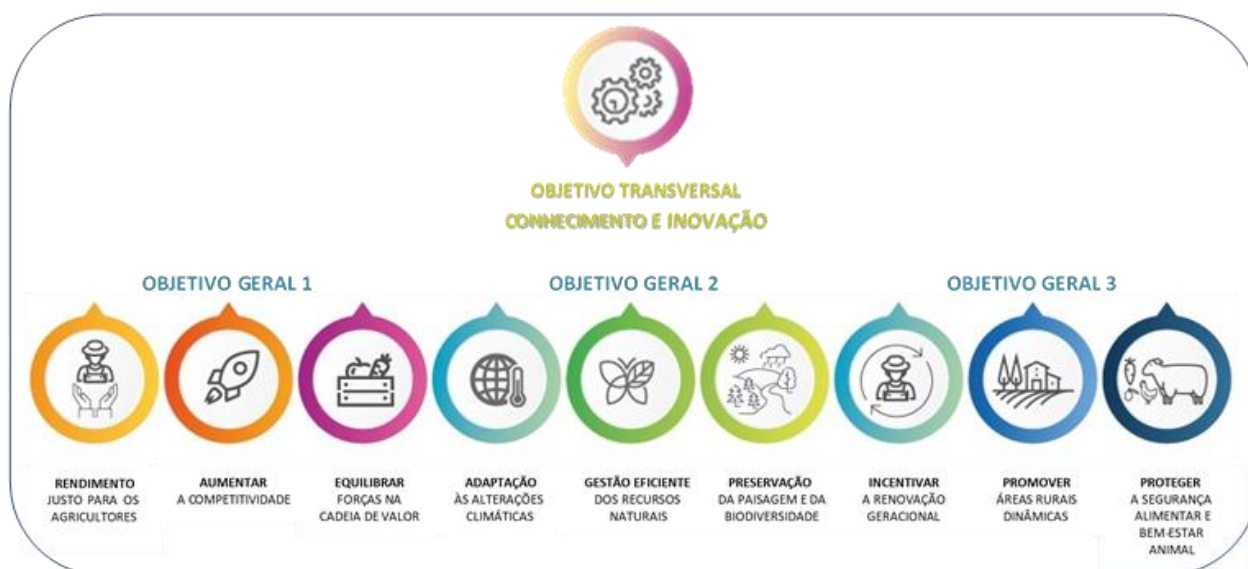 OBJETIVO TRANSVERSAL
CONHECIMENTO E INOVAÇÃO
OBJETIVO GERAL 1
OBJETIVO GERAL 2
OBJETIVO GERAL 3
RENDIMENTO
JUSTO PARA OS
AGRICULTORES
AUMENTAR
A COMPETITIVIDADE
EQUILIBRAR
FORÇAS NA
CADEIA DE VALOR
ADAPTAÇÃO
ÀS ALTERAÇÕES
CLIMÁTICAS
GESTÃO EFICIENTE
DOS RECURSOS
NATURAIS
PRESERVAÇÃO
DA PAISAGEM E DA
BIODIVERSIDADE
INCENTIVAR
A RENOVAÇÃO
GERACIONAL
PROMOVER
ÁREAS RURAIS
DINÂMICAS
PROTEGER
A SEGURANÇA
ALIMENTAR E
BEM-ESTAR
ANIMAL